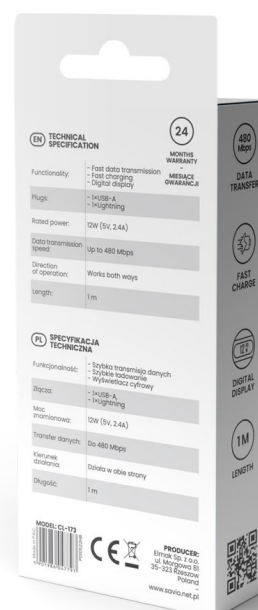 EN TECHNICAL SPECIFICATION
24 MONTHS WARRANTY
-
MIESIĄCE GWARANCJI
Functionality: - Fast data transmission
- Fast charging
- Digital display
Plugs: - 1×USB-A
- 1×Lightning
Rated power: 12W (5V, 2.4A)
Data transmission speed: Up to 480 Mbps
Direction of operation: Works both ways
Length: 1 m
PL SPECYFIKACJA TECHNICZNA
Funkcjonalność: - Szybka transmisja danych
- Szybkie ładowanie
- Wyświetlacz cyfrowy
Złącza: - 1×USB-A,
- 1×Lightning
Moc znamionowa: 12W (5V, 2.4A)
Transfer danych: Do 480 Mbps
Kierunek działania: Działa w obie strony
Długość: 1 m
MODEL: CL-173
CE
PRODUCER:
Elmak Sp. z o.o.
ul. Morgowa 81
35-323 Rzeszow
Poland
-
www.savio.net.pl
480 Mbps
DATA TRANSFER
FAST CHARGE
DIGITAL DISPLAY
1 M
LENGTH